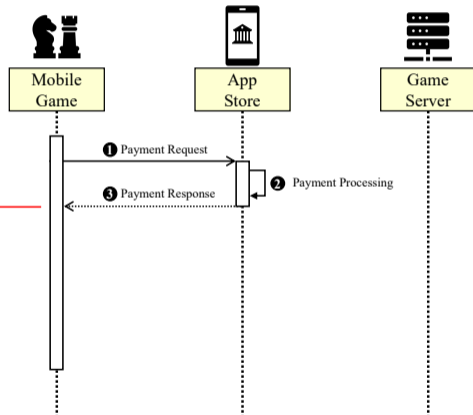 Mobile
Game
App
Store
Game
Server
❶ Payment Request
❷ Payment Processing
❸ Payment Response